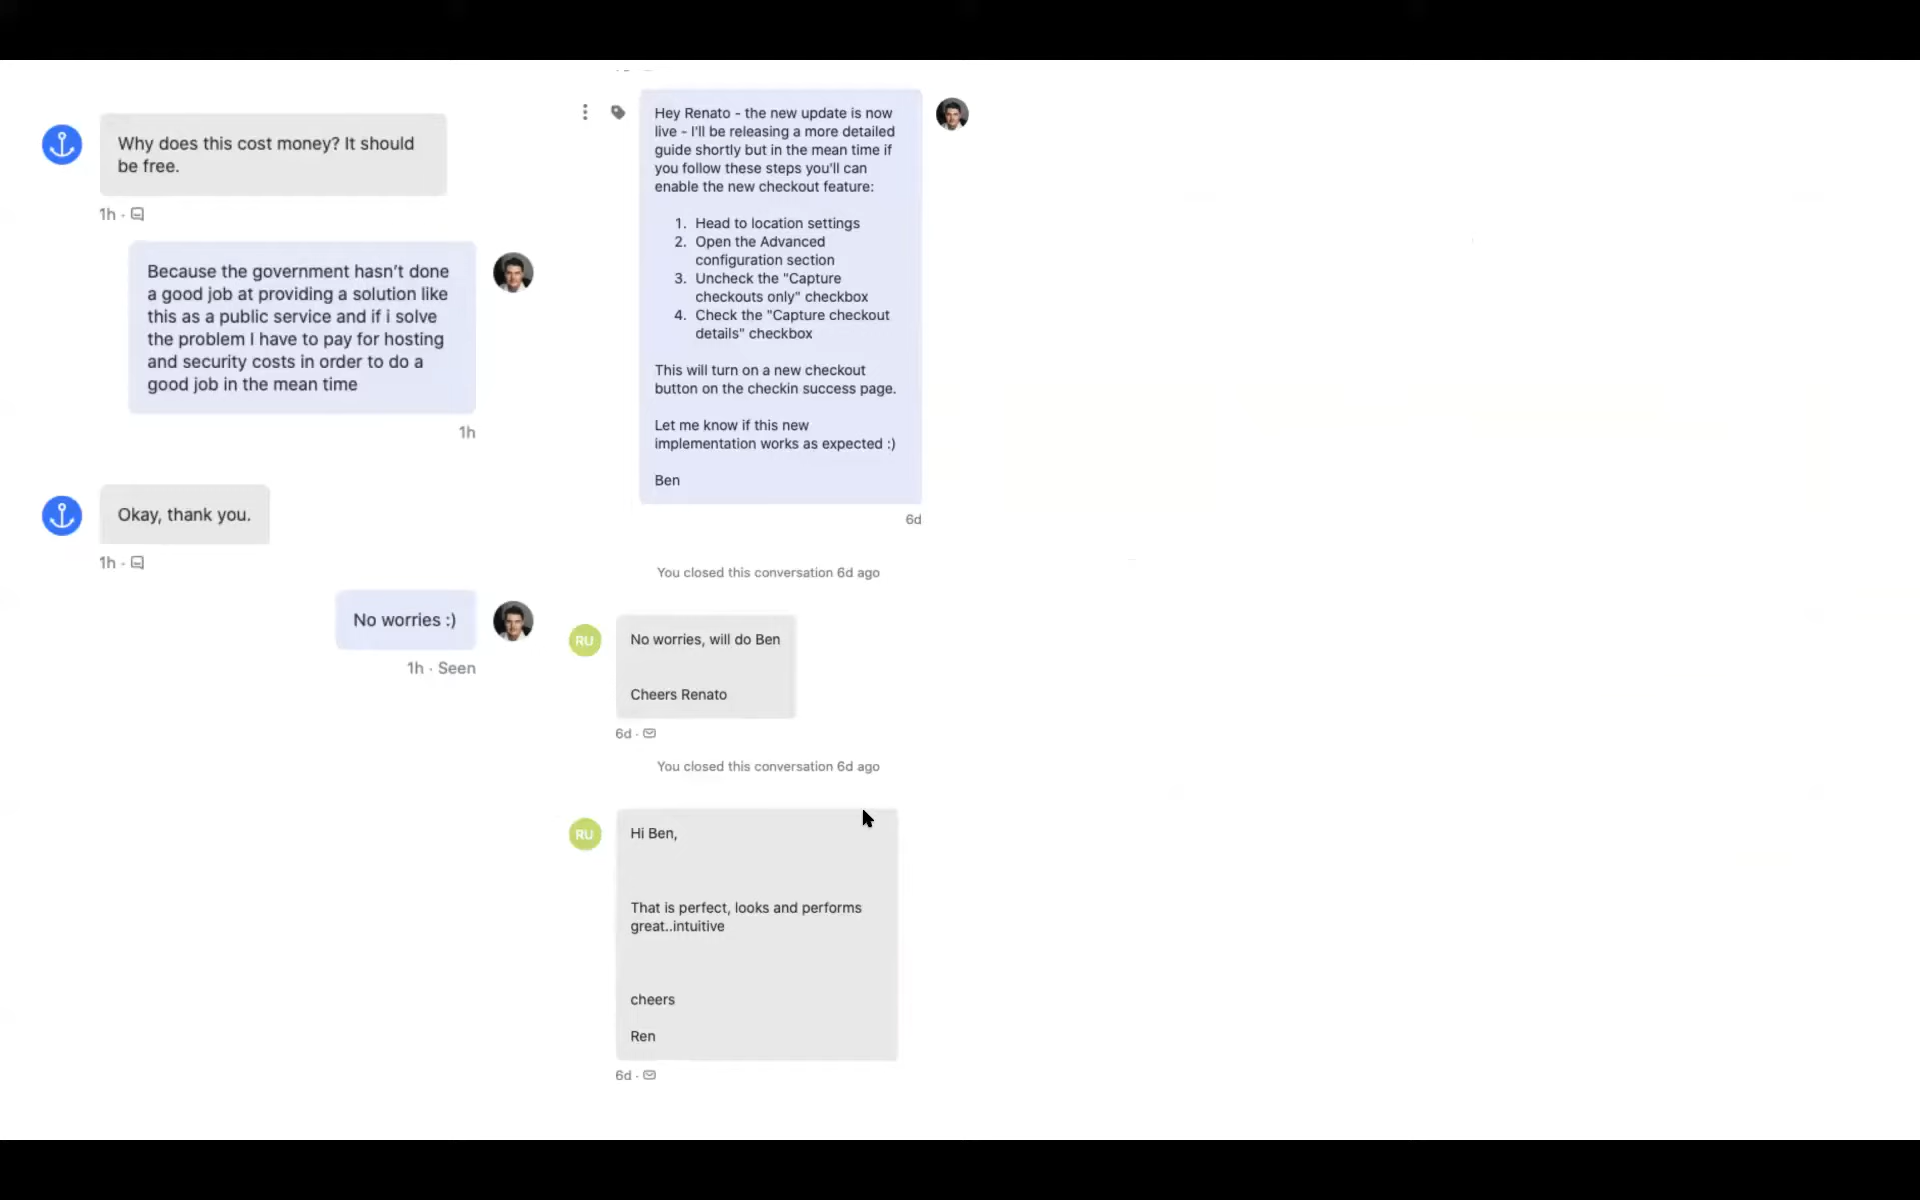 Why does this cost money? It should
be free.
1h ·
Because the government hasn't done
a good job at providing a solution like
this as a public service and if i solve
the problem I have to pay for hosting
and security costs in order to do a
good job in the mean time
1h
Okay, thank you.
1h ·
No worries :)
1h · Seen
Hey Renato - the new update is now
live - I'll be releasing a more detailed
guide shortly but in the mean time if
you follow these steps you'll can
enable the new checkout feature:
1. Head to location settings
2. Open the Advanced
configuration section
3. Uncheck the "Capture
checkouts only" checkbox
4. Check the "Capture checkout
details" checkbox
This will turn on a new checkout
button on the checkin success page.
Let me know if this new
implementation works as expected :)
Ben
6d
You closed this conversation 6d ago
RU
No worries, will do Ben
Cheers Renato
6d ·
You closed this conversation 6d ago
RU
Hi Ben,
That is perfect, looks and performs
great..intuitive
cheers
Ren
6d ·